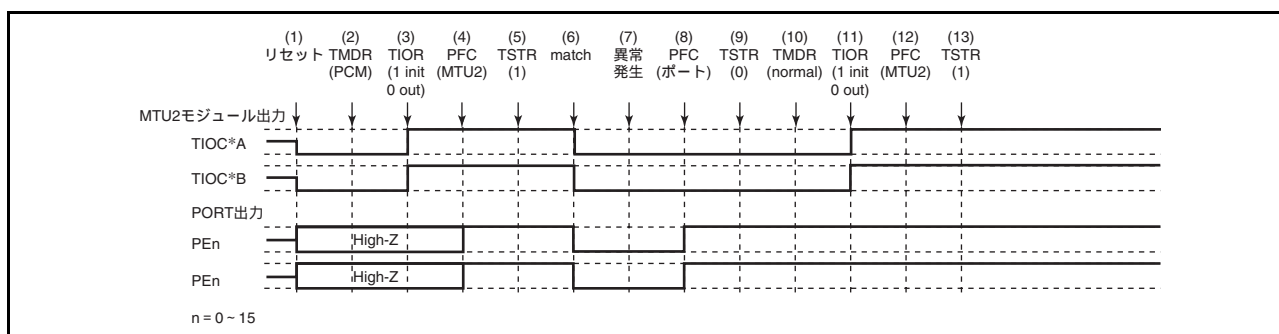 (1) (2) (3) (4) (5) (6) (7) (8) (9) (10) (11) (12) (13)
リセット TMDR TIOR PFC TSTR match 異常 PFC TSTR TMDR TIOR PFC TSTR
(PCM) (1 init (MTU2) (1) 発生 (ポート) (0) (normal) (1 init (MTU2) (1)
0 out) 0 out)
MTU2モジュール出力
TIOC*A
TIOC*B
PORT出力
PEn High-Z
PEn High-Z
n = 0 ~ 15